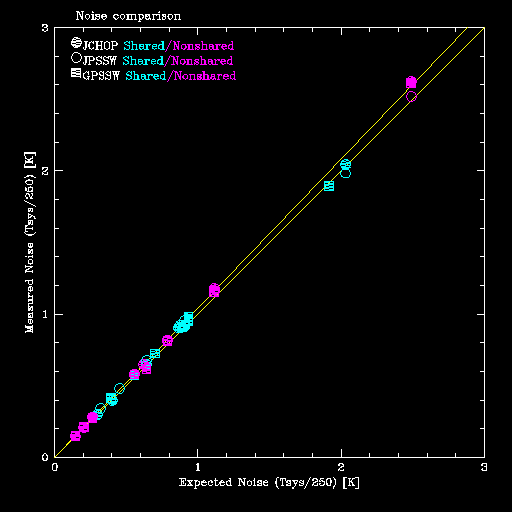 Noise comparison
3
JCHOP Shared/Nonshared
JPSSW Shared/Nonshared
GPSSW Shared/Nonshared
2
Measured Noise (Tsys/250) [K]
1
0
0 1 2 3
Expected Noise (Tsys/250) [K]